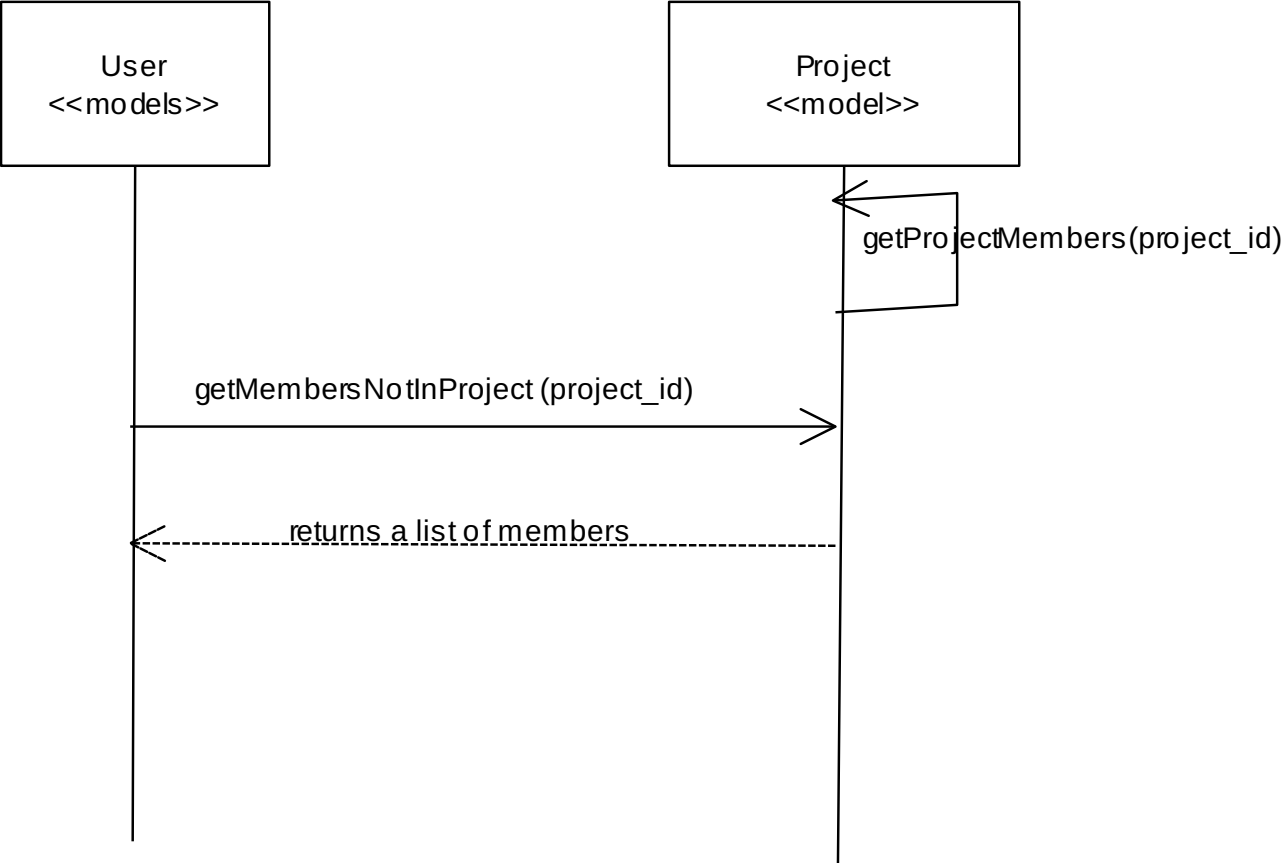 User
<<models>>
Project
<<model>>
getProjectMembers(project_id)
getMembersNotInProject (project_id)
returns a list of members